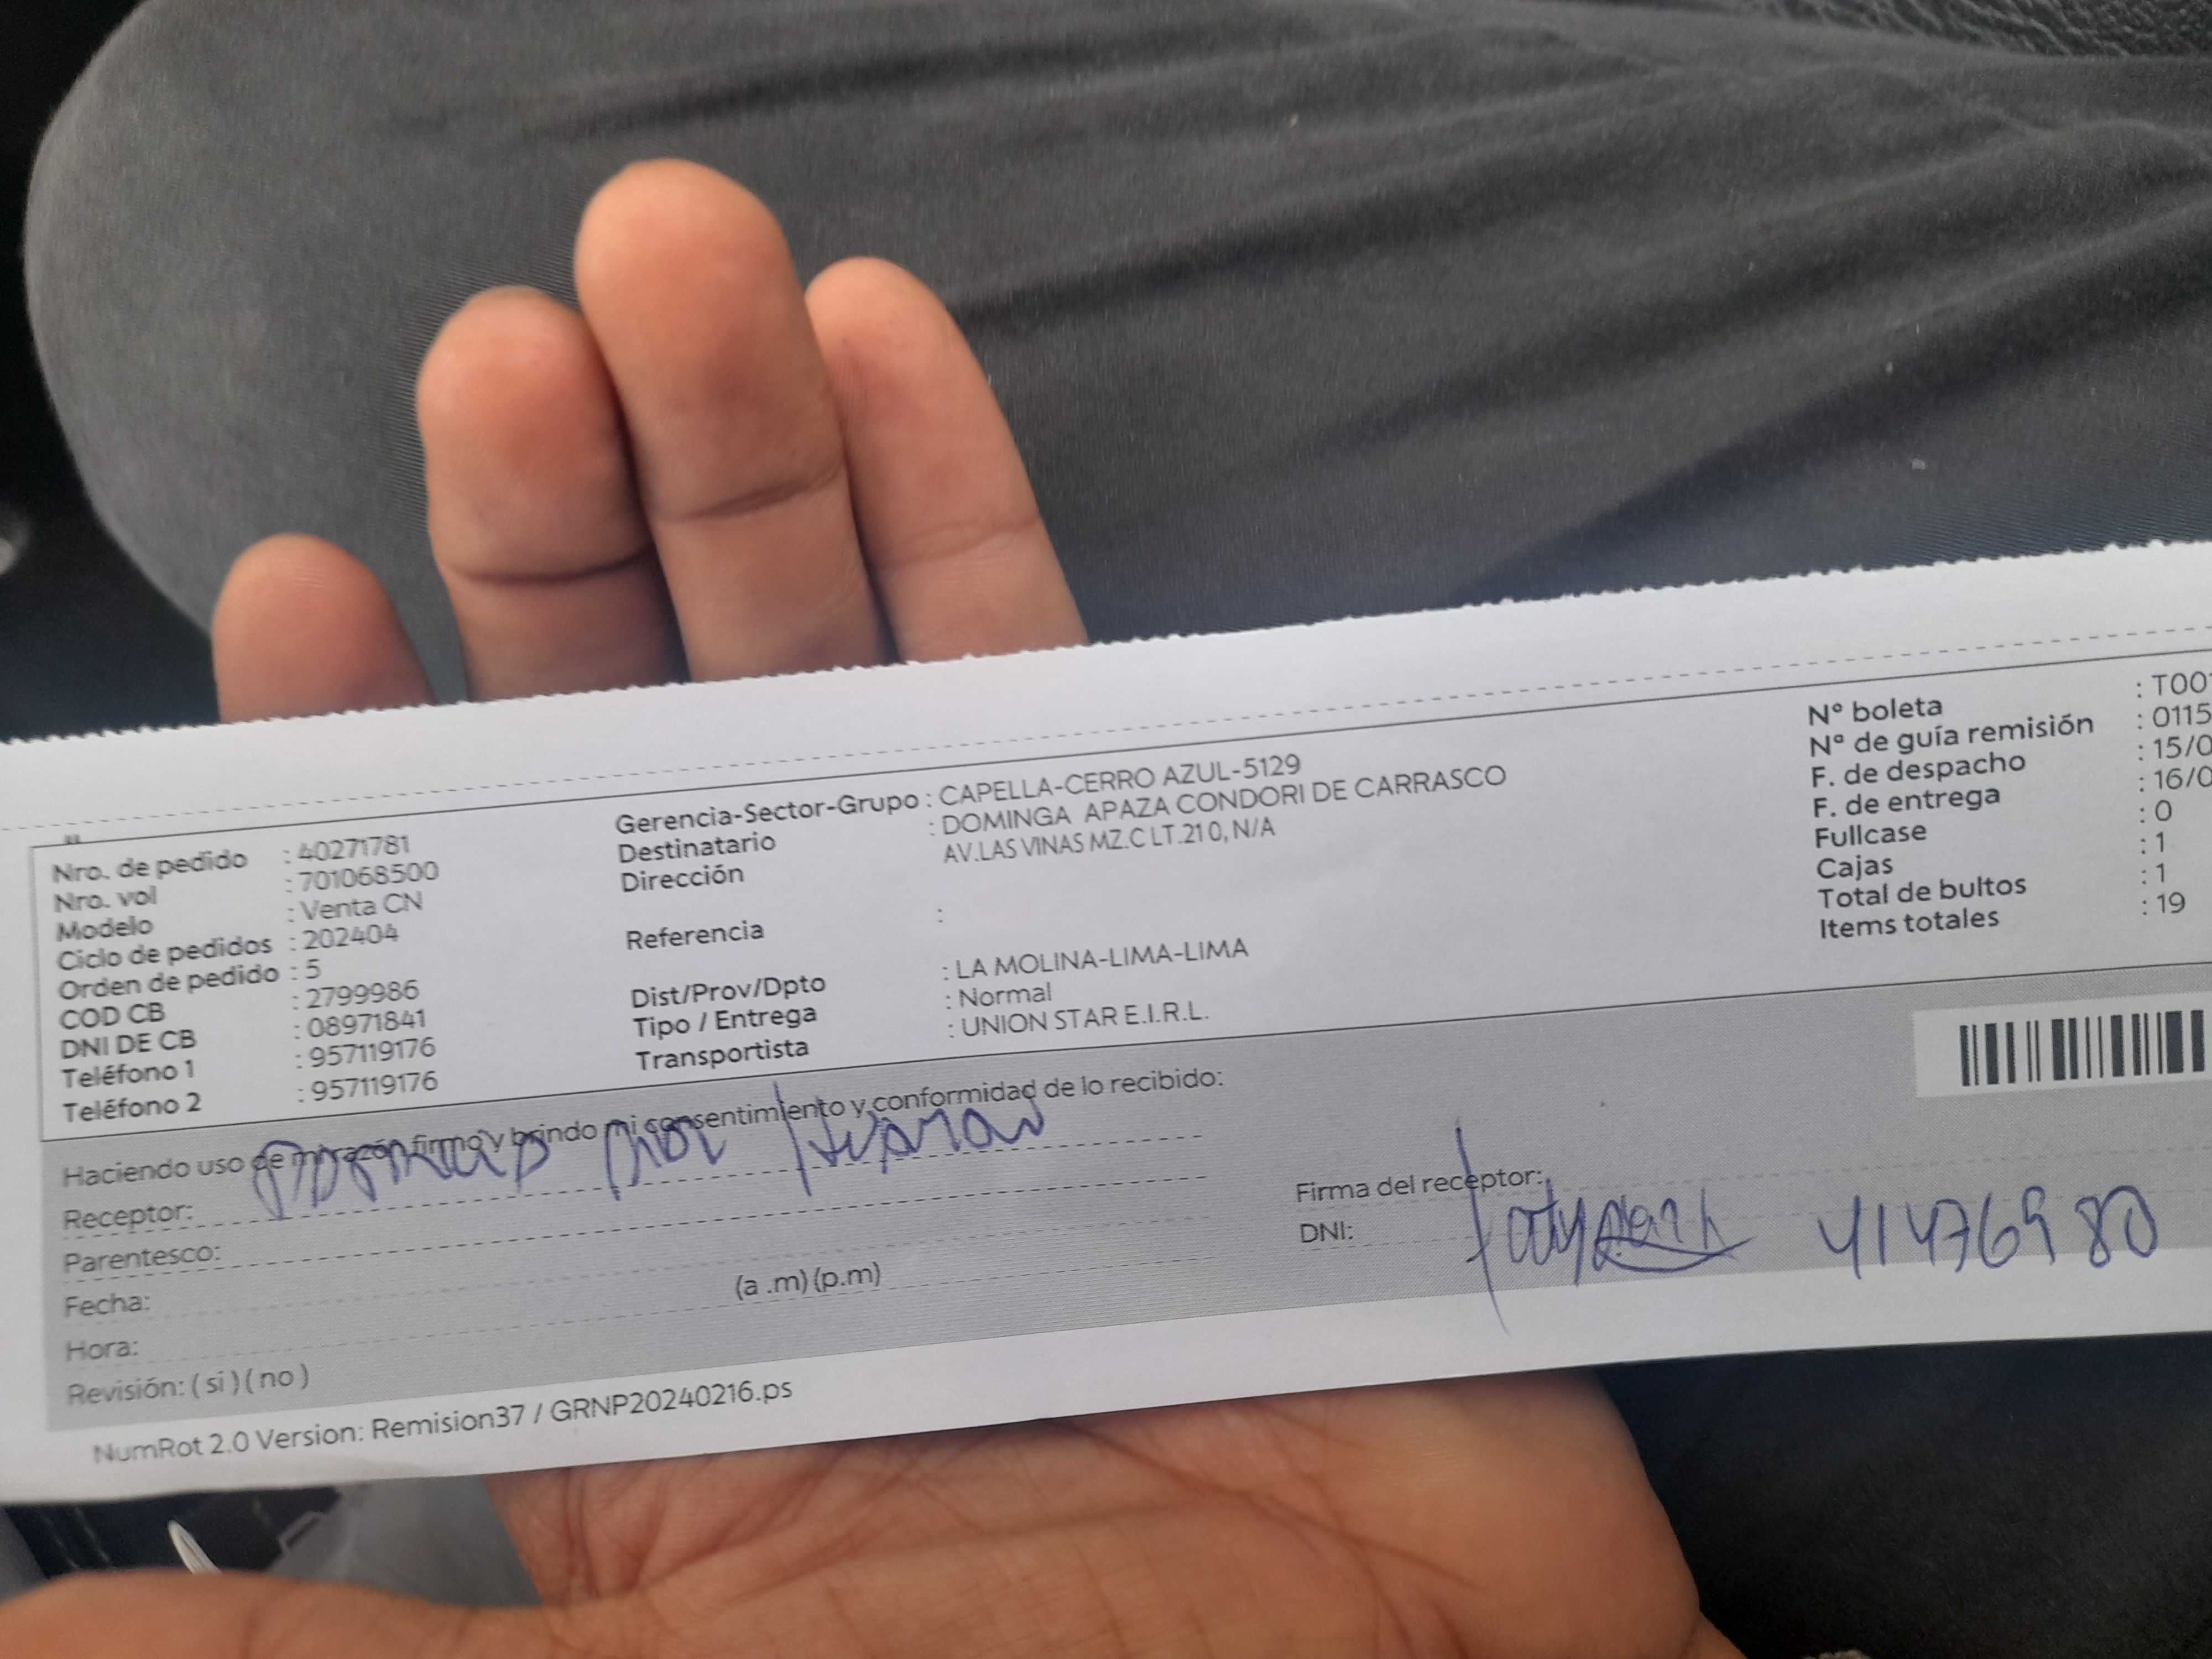 Nro. de pedido : 40271781
Nro. vol : 701068500
Modelo : Venta CN
Ciclo de pedidos : 202404
Orden de pedido : 5
COD CB : 2799986
DNI DE CB : 08971841
Teléfono 1 : 957119176
Teléfono 2 : 957119176
Gerencia-Sector-Grupo : CAPELLA-CERRO AZUL-5129
Destinatario : DOMINGA APAZA CONDORI DE CARRASCO
Dirección AV.LAS VINAS MZ.C LT.21 0, N/A
Referencia :
Dist/Prov/Dpto : LA MOLINA-LIMA-LIMA
Tipo / Entrega : Normal
Transportista : UNION STAR E.I.R.L.
N° boleta : T001
N° de guía remisión : 0115
F. de despacho : 15/0
F. de entrega : 16/0
Fullcase : 0
Cajas : 1
Total de bultos : 1
Items totales : 19
Haciendo uso de mi razón firmo y brindo mi consentimiento y conformidad de lo recibido:
Receptor:
Parentesco:
Fecha:
Hora: (a .m) (p.m)
Revisión: ( si ) ( no )
Firma del receptor:
DNI: 41476980
NumRot 2.0 Version: Remision37 / GRNP20240216.ps